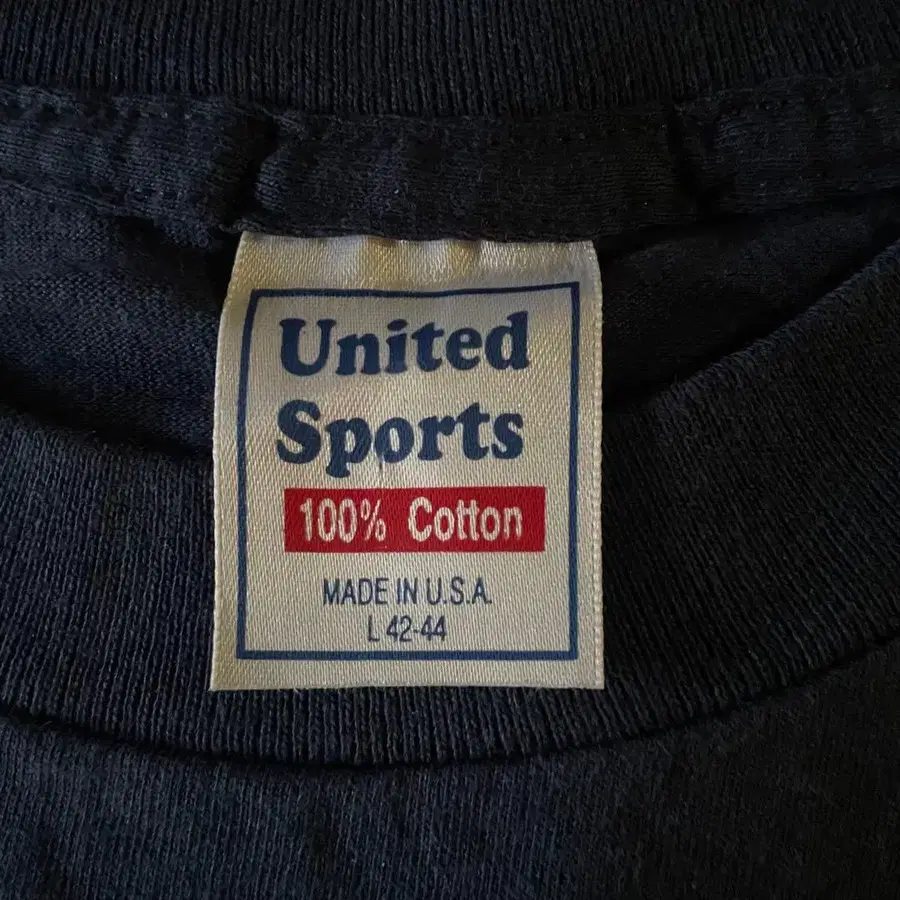 United
Sports
100% Cotton
MADE IN U.S.A.
L 42-44